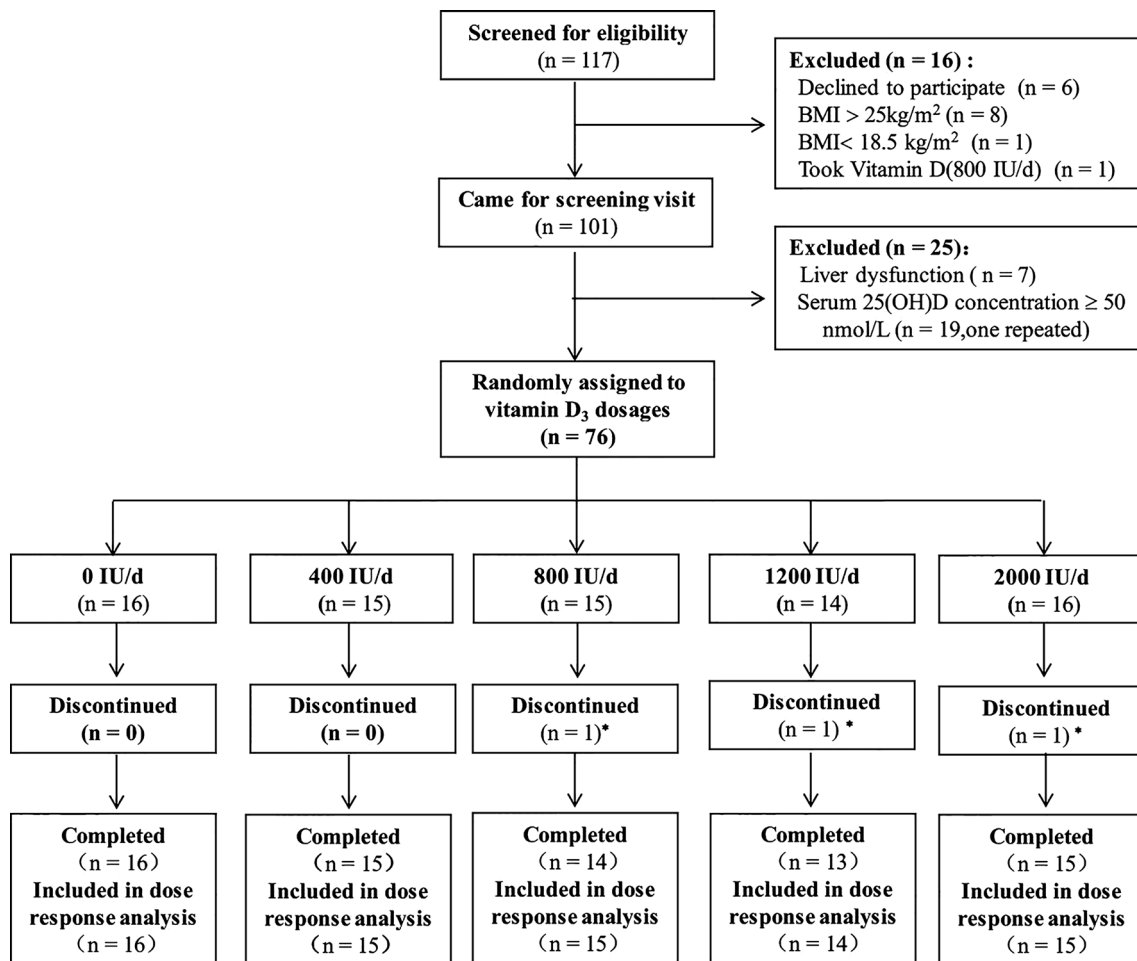 Screened for eligibility
(n = 117)
Excluded (n = 16) :
Declined to participate (n = 6)
BMI > 25kg/m² (n = 8)
BMI< 18.5 kg/m² (n = 1)
Took Vitamin D(800 IU/d) (n = 1)
Came for screening visit
(n = 101)
Excluded (n = 25):
Liver dysfunction ( n = 7)
Serum 25(OH)D concentration ≥ 50
nmol/L (n = 19,one repeated)
Randomly assigned to
vitamin D₃ dosages
(n = 76)
0 IU/d
(n = 16)
400 IU/d
(n = 15)
800 IU/d
(n = 15)
1200 IU/d
(n = 14)
2000 IU/d
(n = 16)
Discontinued
(n = 0)
Discontinued
(n = 0)
Discontinued
(n = 1)*
Discontinued
(n = 1) *
Discontinued
(n = 1) *
Completed
(n = 16)
Included in dose
response analysis
(n = 16)
Completed
(n = 15)
Included in dose
response analysis
(n = 15)
Completed
(n = 14)
Included in dose
response analysis
(n = 15)
Completed
(n = 13)
Included in dose
response analysis
(n = 14)
Completed
(n = 15)
Included in dose
response analysis
(n = 15)